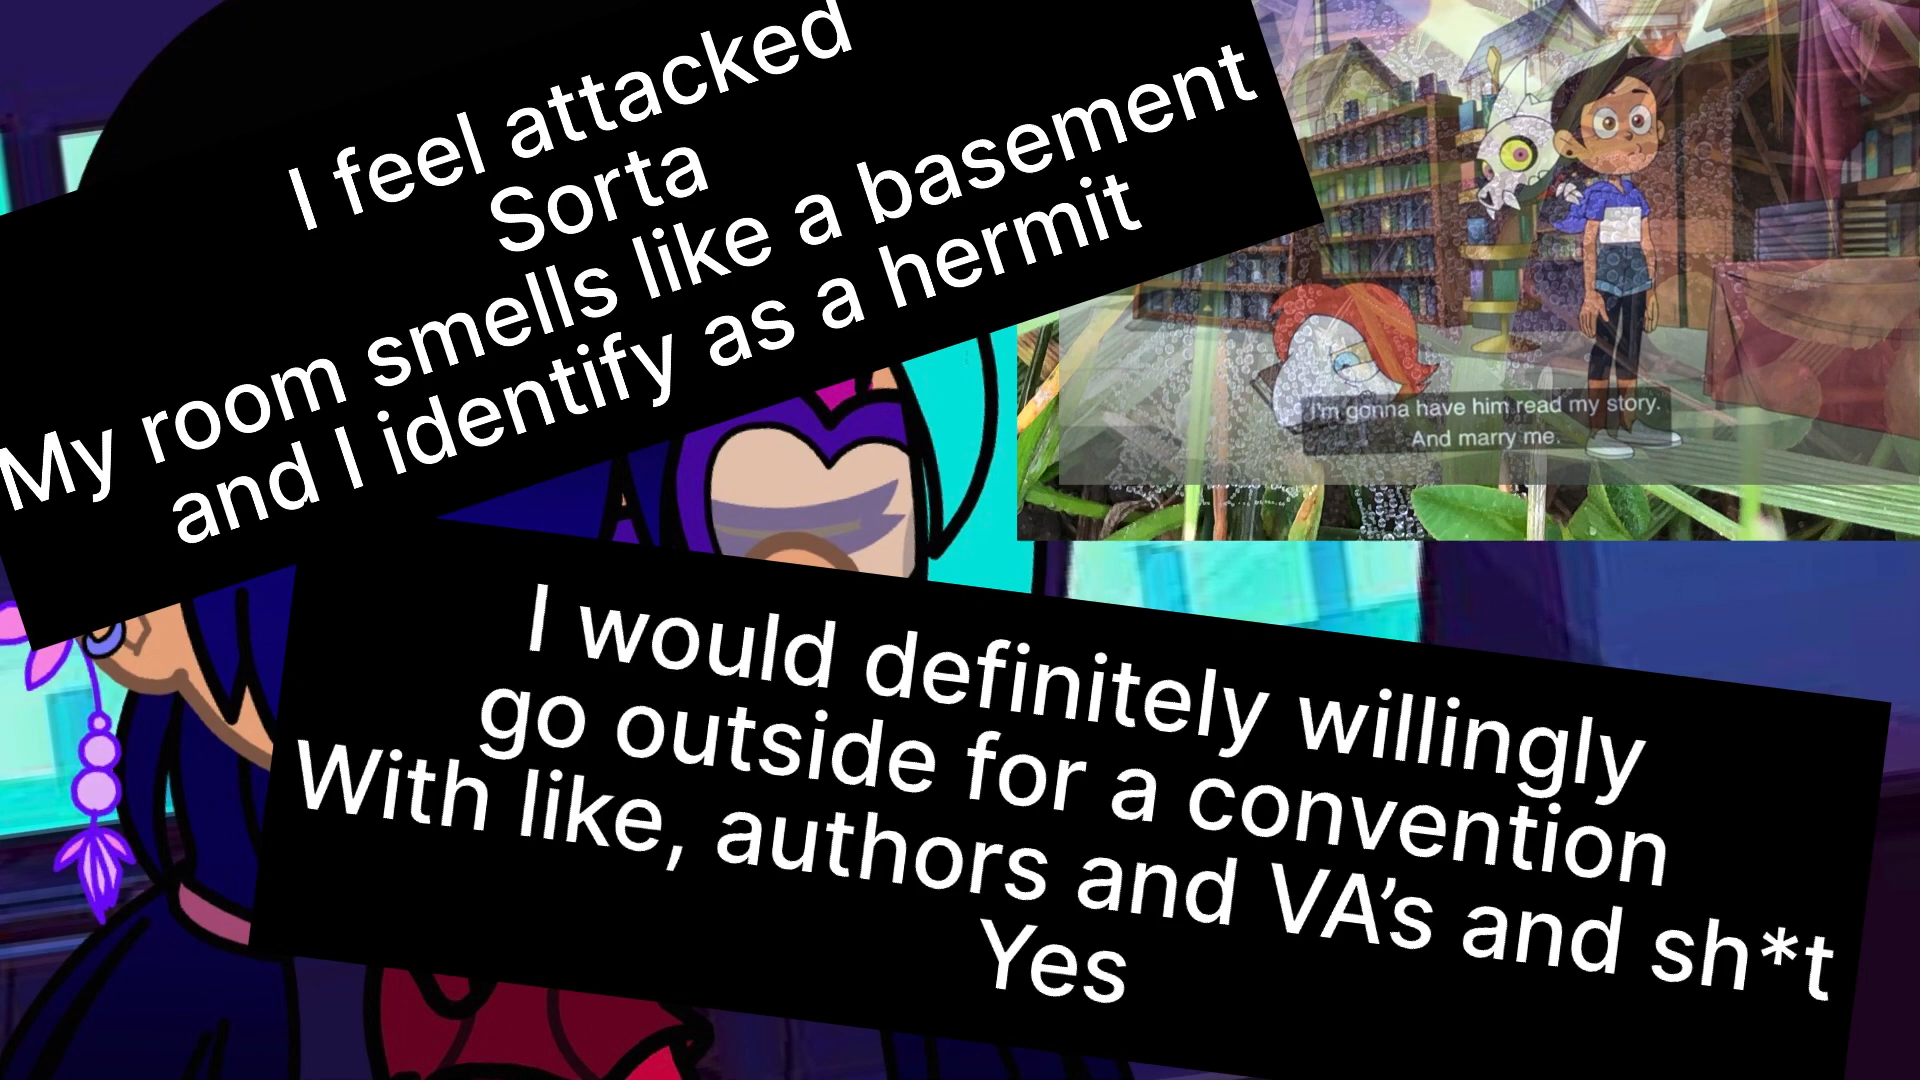 I feel attacked
Sorta
My room smells like a basement
and I identify as a hermit
I'm gonna have him read my story.
And marry me.
I would definitely willingly
go outside for a convention
With like, authors and VA’s and sh*t
Yes